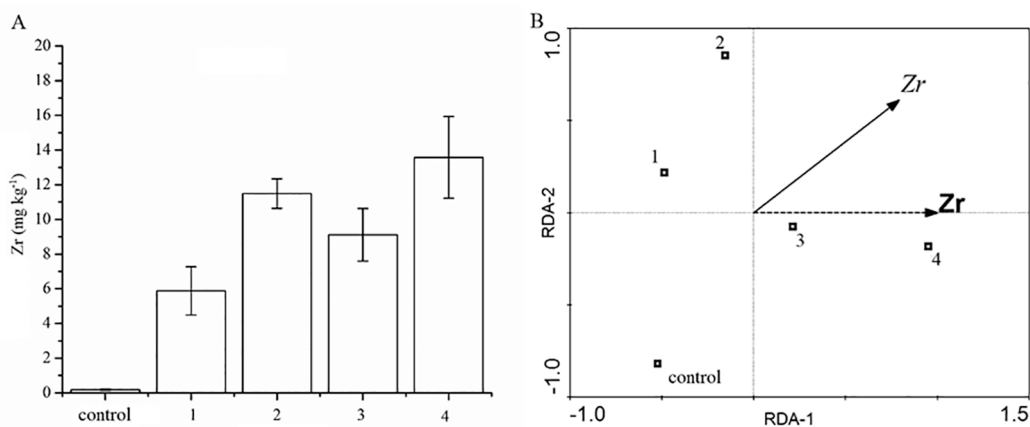 A
20
18
16
14
12
10
8
6
4
2
0
Zr (mg kg⁻¹)
control 1 2 3 4
B
1.0
RDA-2
-1.0
2
Zr
1
Zr
3
4
control
-1.0 RDA-1 1.5